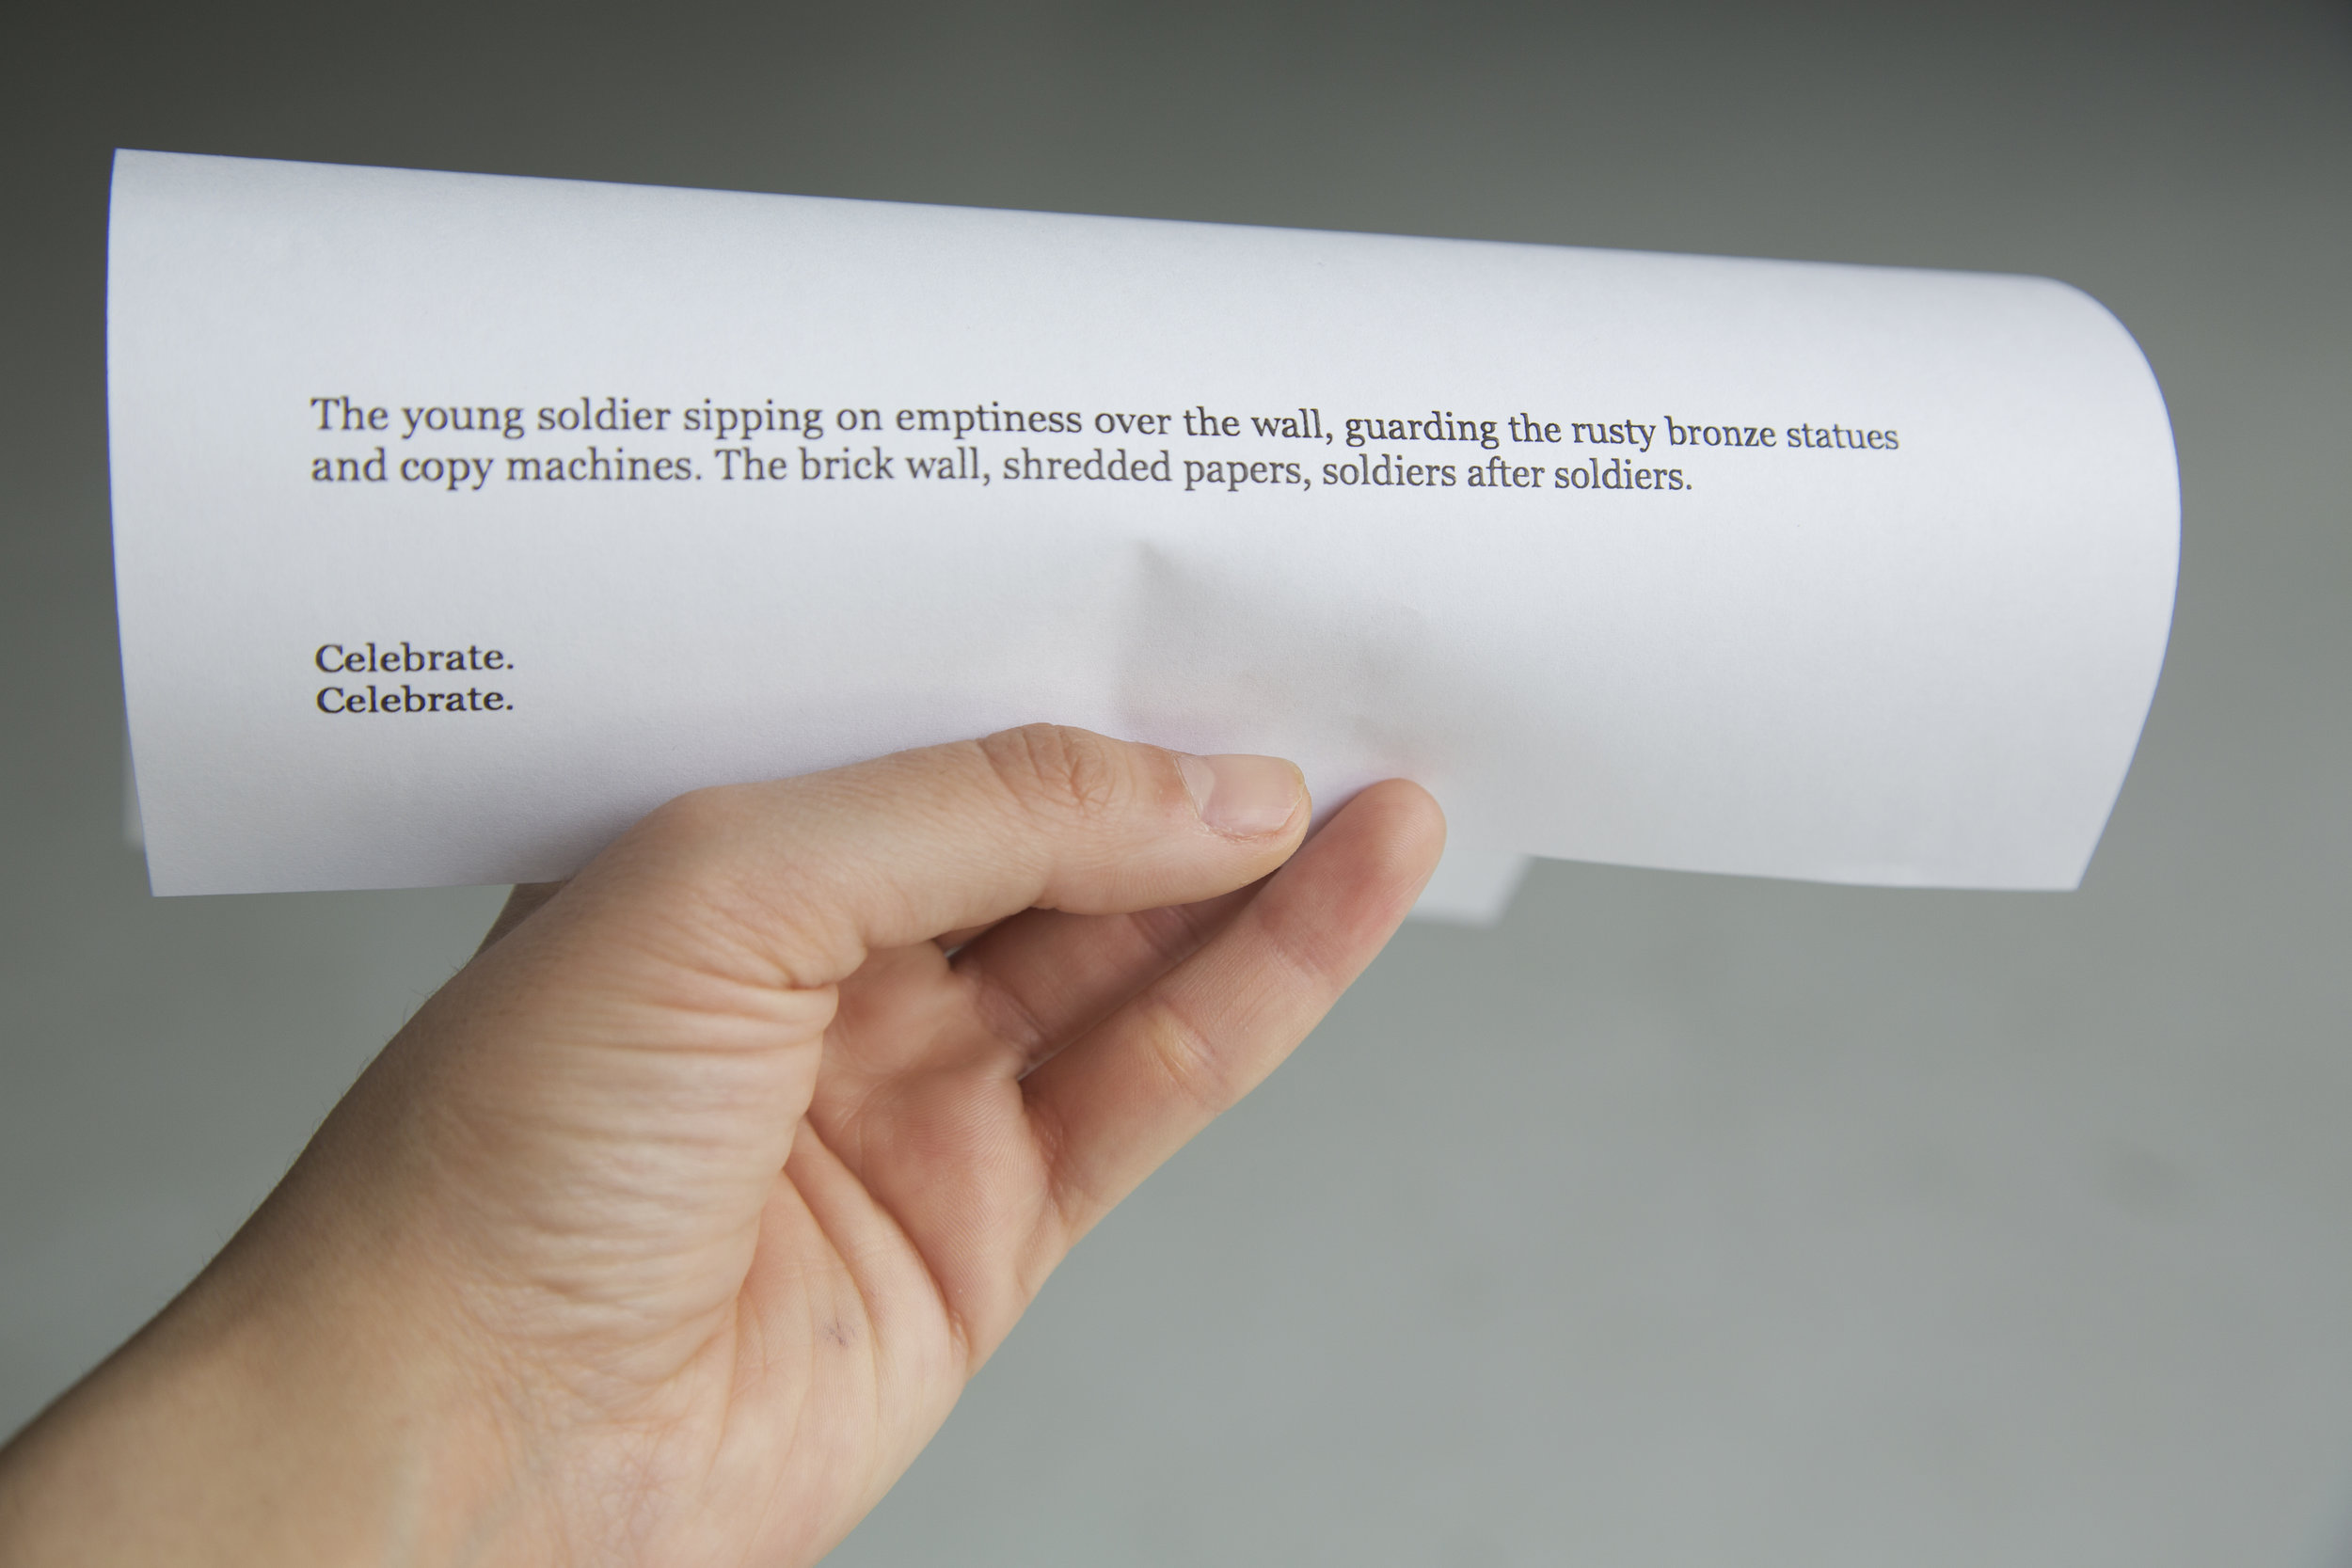 The young soldier sipping on emptiness over the wall, guarding the rusty bronze statues
and copy machines. The brick wall, shredded papers, soldiers after soldiers.
Celebrate.
Celebrate.